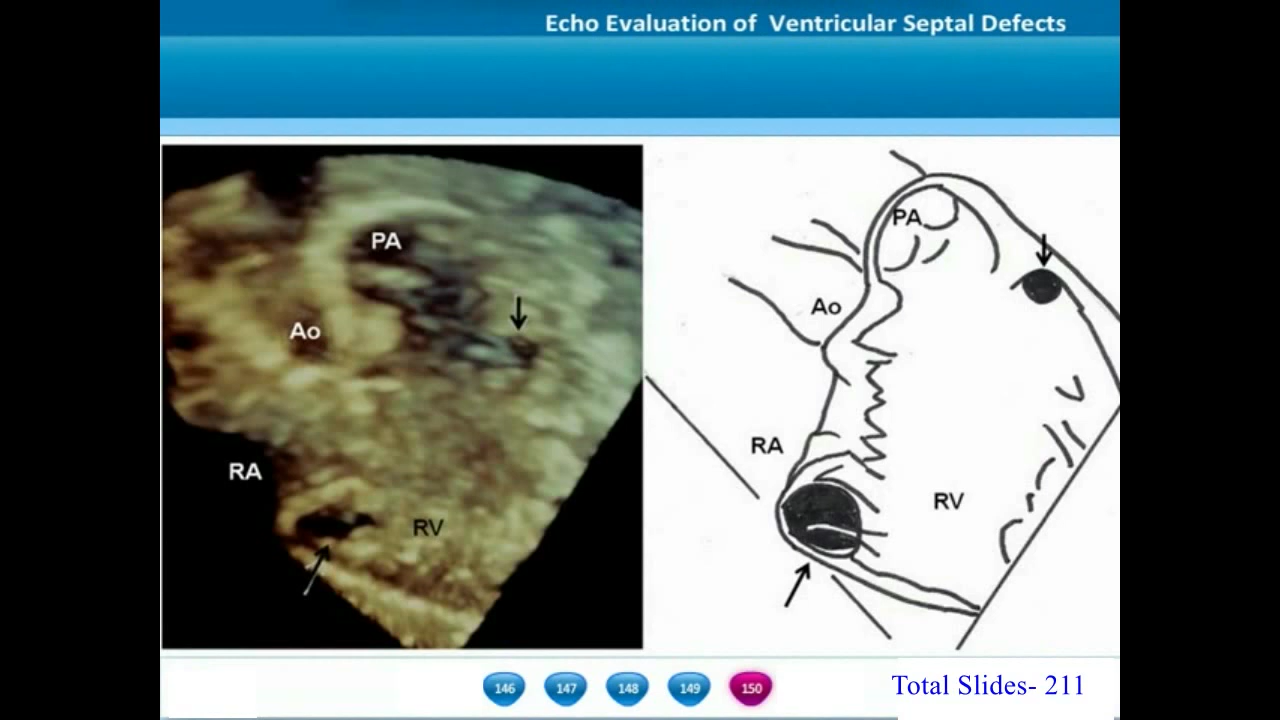 Echo Evaluation of Ventricular Septal Defects
PA
Ao
RA
RV
PA
Ao
RA
RV
146 147 148 149 150
Total Slides- 211